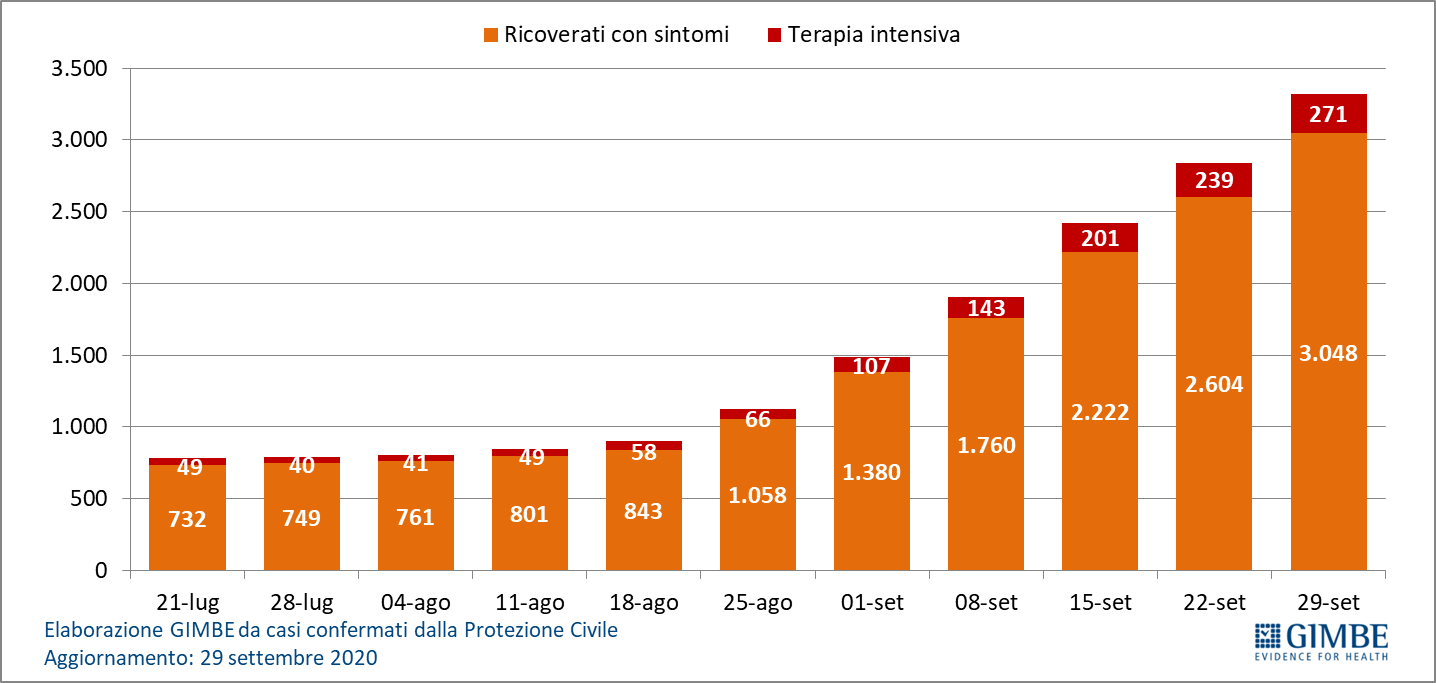 Ricoverati con sintomi Terapia intensiva
3.500
3.000
2.500
2.000
1.500
1.000
500
0
49 40 41 49 58 66 107 143 201 239 271
732 749 761 801 843 1.058 1.380 1.760 2.222 2.604 3.048
21-lug 28-lug 04-ago 11-ago 18-ago 25-ago 01-set 08-set 15-set 22-set 29-set
Elaborazione GIMBE da casi confermati dalla Protezione Civile
Aggiornamento: 29 settembre 2020
GIMBE
EVIDENCE FOR HEALTH